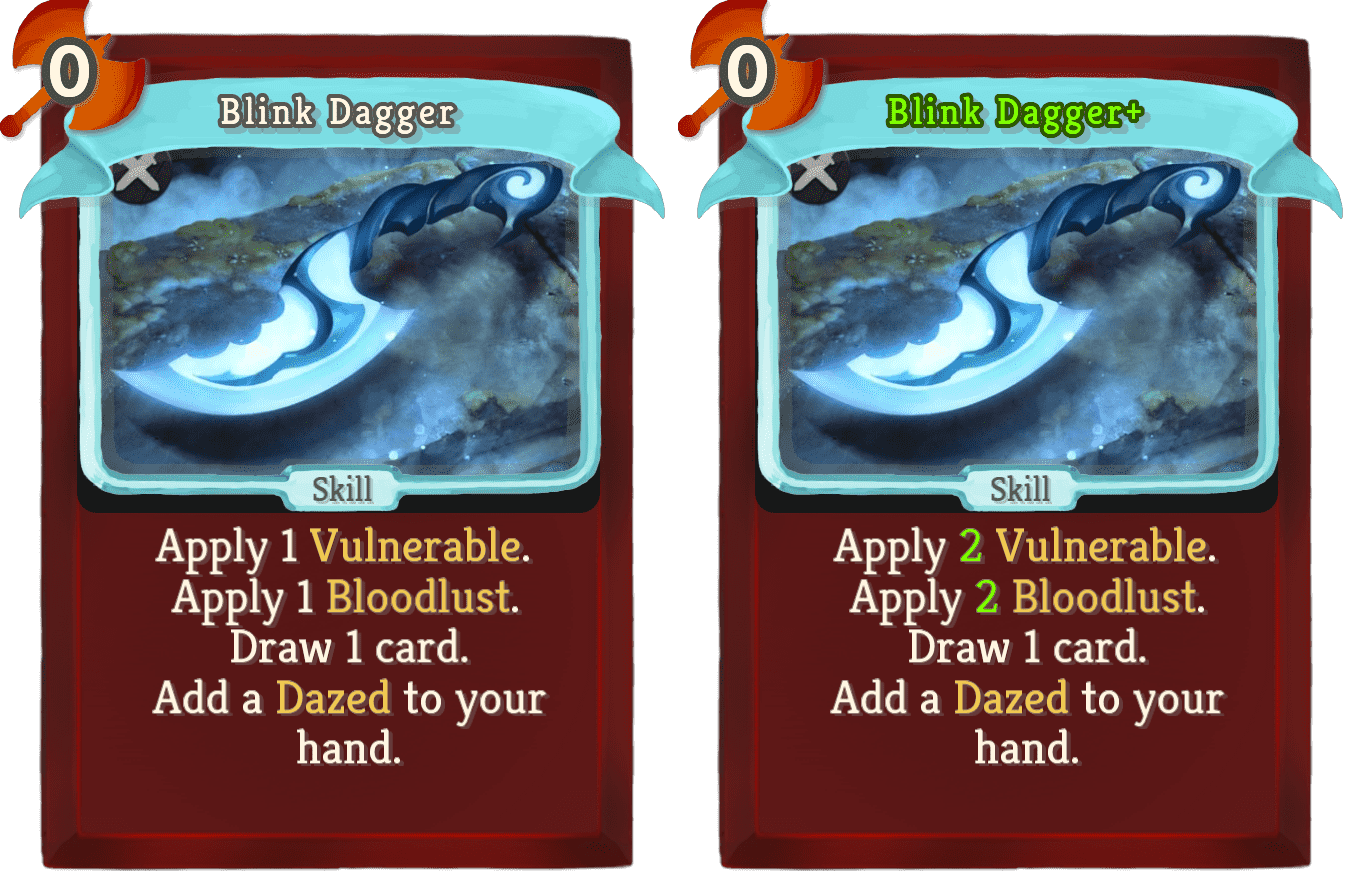 0
Blink Dagger
Skill
Apply 1 Vulnerable.
Apply 1 Bloodlust.
Draw 1 card.
Add a Dazed to your
hand.
0
Blink Dagger+
Skill
Apply 2 Vulnerable.
Apply 2 Bloodlust.
Draw 1 card.
Add a Dazed to your
hand.